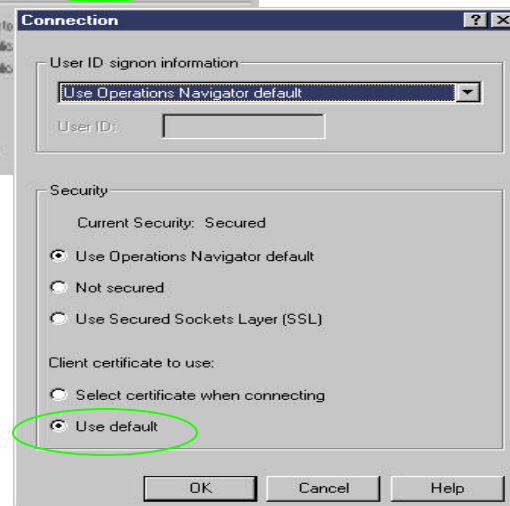 Connection
User ID signon information
Use Operations Navigator default
User ID:
Security
Current Security: Secured
Use Operations Navigator default
Not secured
Use Secured Sockets Layer (SSL)
Client certificate to use:
Select certificate when connecting
Use default
OK Cancel Help